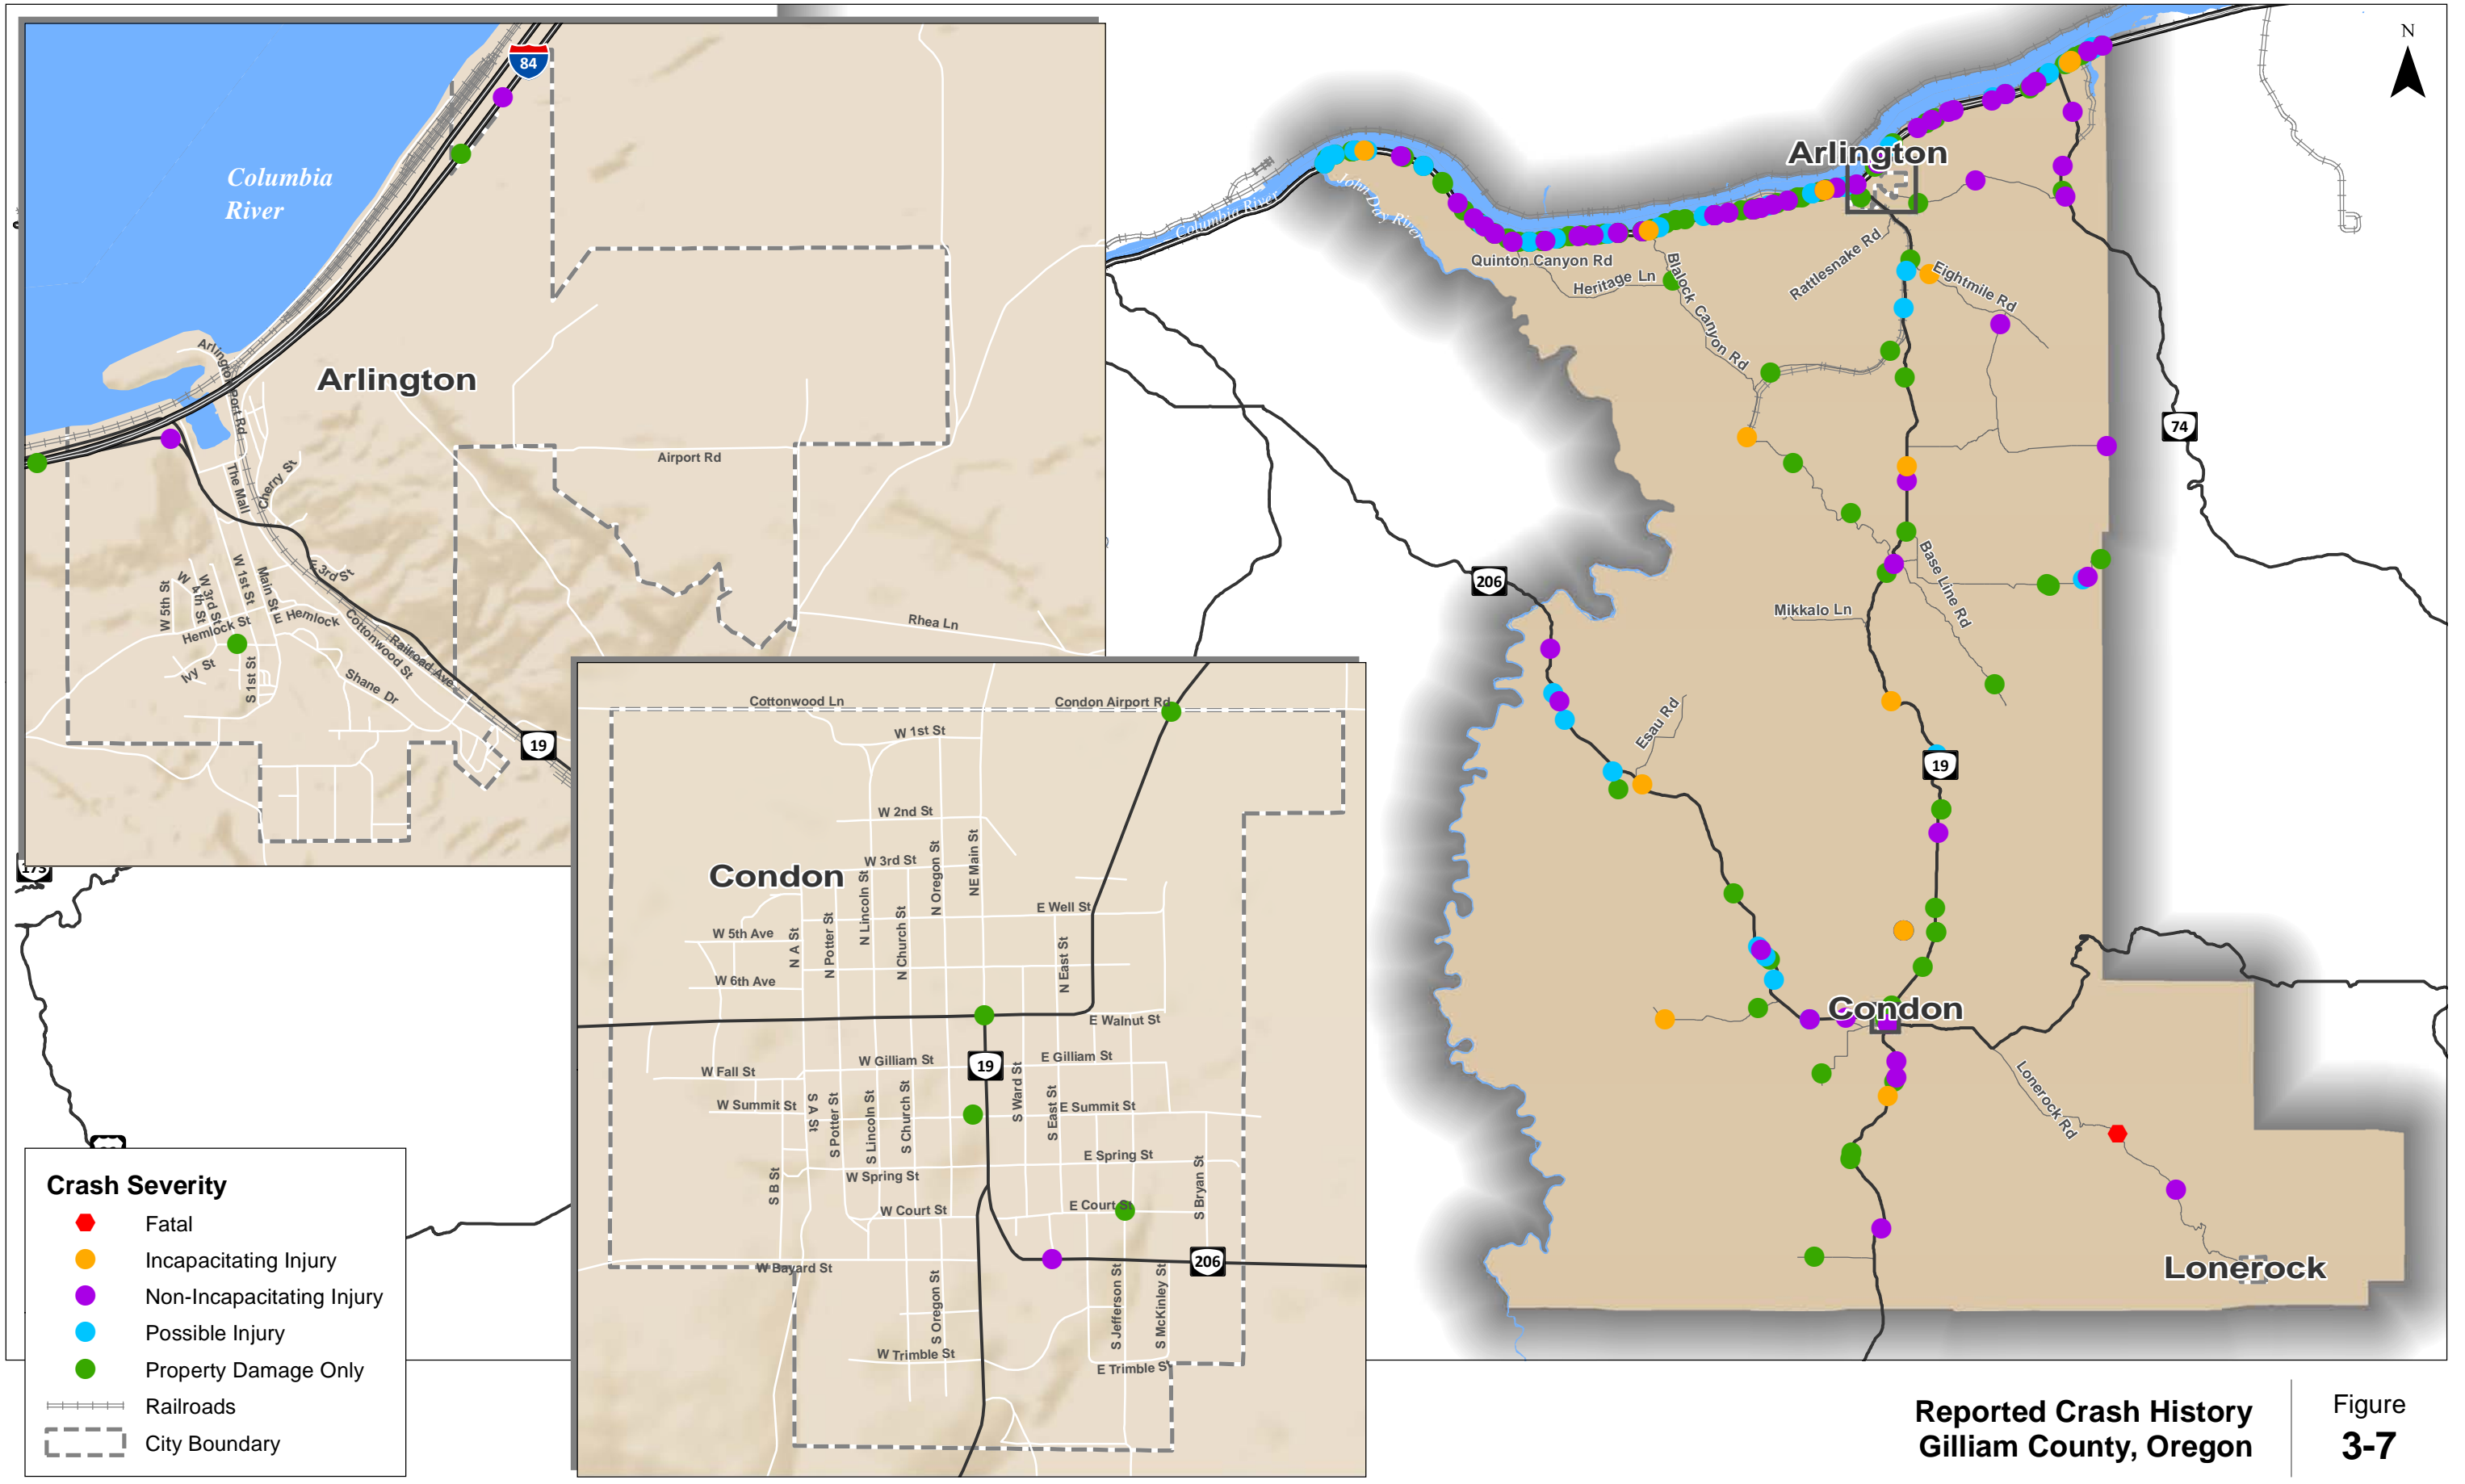 84
Columbia
River
Arlington
Arlington Port Rd
Airport Rd
The Mall
Cherry St
E 3rd St
W 1st St
Main St
W 3rd St
W 4th St
W 5th St
Hemlock St
E Hemlock
Cottonwood St
Railroad Ave
Ivy St
S 1st St
Shane Dr
Rhea Ln
19
Cottonwood Ln
Condon Airport Rd
W 1st St
W 2nd St
W 3rd St
Condon
N Lincoln St
N Oregon St
NE Main St
N Church St
N Potter St
N A St
E Well St
W 5th Ave
W 6th Ave
N East St
E Walnut St
W Gilliam St
19
E Gilliam St
W Fall St
W Summit St
S A St
S Potter St
S Lincoln St
S Church St
S Ward St
S East St
E Summit St
E Spring St
W Spring St
S B St
W Court St
E Court St
S Bryan St
W Bayard St
206
S Oregon St
S Jefferson St
S McKinley St
W Trimble St
E Trimble St
N
Arlington
Columbia River
John Day River
Quinton Canyon Rd
Heritage Ln
Blalock Canyon Rd
Rattlesnake Rd
Eightmile Rd
74
206
Base Line Rd
Mikkalo Ln
Esau Rd
19
Condon
Lonerock Rd
Lonerock
Crash Severity
Fatal
Incapacitating Injury
Non-Incapacitating Injury
Possible Injury
Property Damage Only
Railroads
City Boundary
Reported Crash History
Gilliam County, Oregon
Figure
3-7